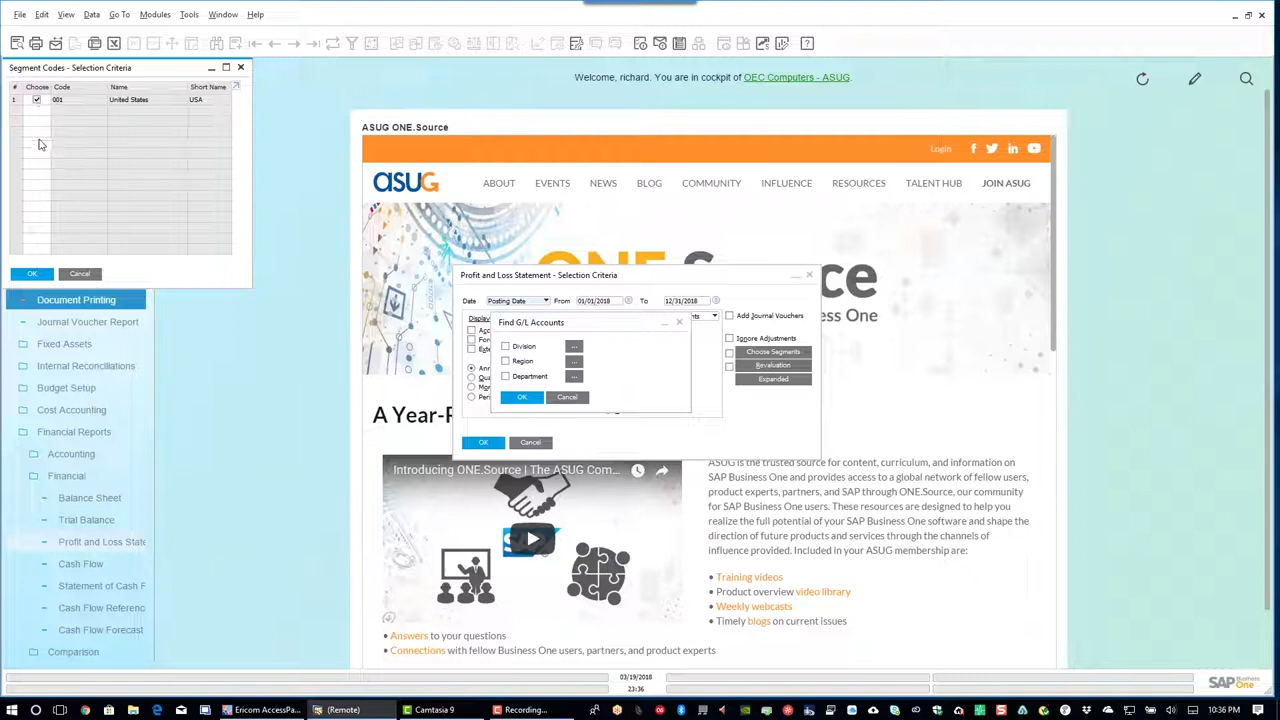 File Edit View Data Go To Modules Tools Window Help
Segment Codes - Selection Criteria
# Choose Code Name Short Name
1 001 United States USA
OK Cancel
Document Printing
Journal Voucher Report
Fixed Assets
Internal Reconciliations
Budget Setup
Cost Accounting
Financial Reports
Accounting
Financial
Balance Sheet
Trial Balance
Profit and Loss State
Cash Flow
Statement of Cash F
Cash Flow Referenc
Cash Flow Forecast
Comparison
Welcome, richard. You are in cockpit of OEC Computers - ASUG.
ASUG ONE.Source
Login
asuG ABOUT EVENTS NEWS BLOG COMMUNITY INFLUENCE RESOURCES TALENT HUB JOIN ASUG
Profit and Loss Statement - Selection Criteria
Date Posting Date From 01/01/2018 To 12/31/2018
Add Journal Vouchers
Ignore Adjustments
Choose Segments
Revaluation
Expanded
Find G/L Accounts
Division ...
Region ...
Department ...
OK Cancel
OK Cancel
A Year-
Introducing ONE.Source | The ASUG Com...
ASUG is the trusted source for content, curriculum, and information on
SAP Business One and provides access to a global network of fellow users,
product experts, partners, and SAP through ONE.Source, our community
for SAP Business One users. These resources are designed to help you
realize the full potential of your SAP Business One software and shape the
direction of future products and services through the channels of
influence provided. Included in your ASUG membership are:
• Training videos
• Product overview video library
• Weekly webcasts
• Timely blogs on current issues
• Answers to your questions
• Connections with fellow Business One users, partners, and product experts
03/19/2018
23:36
SAP Business One
Ericom AccessPa... (Remote) Camtasia 9 Recording... 10:36 PM